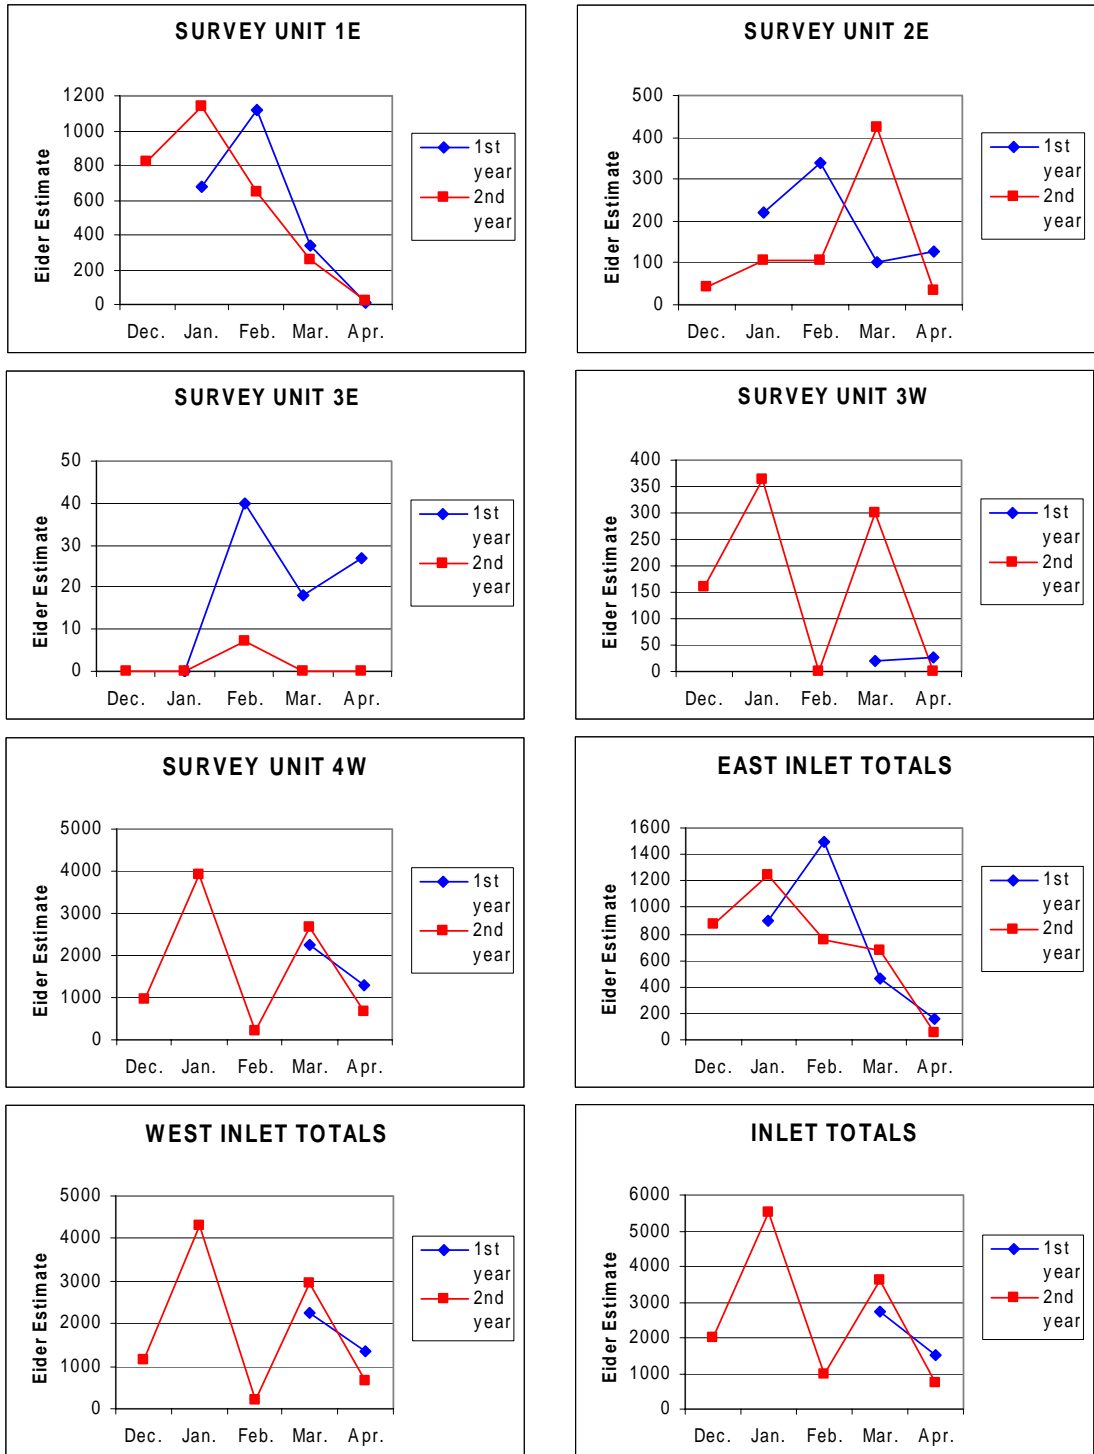 SURVEY UNIT 1E
1200
1000
800
600
400
200
0
Eider Estimate
Dec. Jan. Feb. Mar. Apr.
1st
year
2nd
year
SURVEY UNIT 2E
500
400
300
200
100
0
Eider Estimate
Dec. Jan. Feb. Mar. Apr.
1st
year
2nd
year
SURVEY UNIT 3E
50
40
30
20
10
0
Eider Estimate
Dec. Jan. Feb. Mar. Apr.
1st
year
2nd
year
SURVEY UNIT 3W
400
350
300
250
200
150
100
50
0
Eider Estimate
Dec. Jan. Feb. Mar. Apr.
1st
year
2nd
year
SURVEY UNIT 4W
5000
4000
3000
2000
1000
0
Eider Estimate
Dec. Jan. Feb. Mar. Apr.
1st
year
2nd
year
EAST INLET TOTALS
1600
1400
1200
1000
800
600
400
200
0
Eider Estimate
Dec. Jan. Feb. Mar. Apr.
1st
year
2nd
year
WEST INLET TOTALS
5000
4000
3000
2000
1000
0
Eider Estimate
Dec. Jan. Feb. Mar. Apr.
1st
year
2nd
year
INLET TOTALS
6000
5000
4000
3000
2000
1000
0
Eider Estimate
Dec. Jan. Feb. Mar. Apr.
1st
year
2nd
year